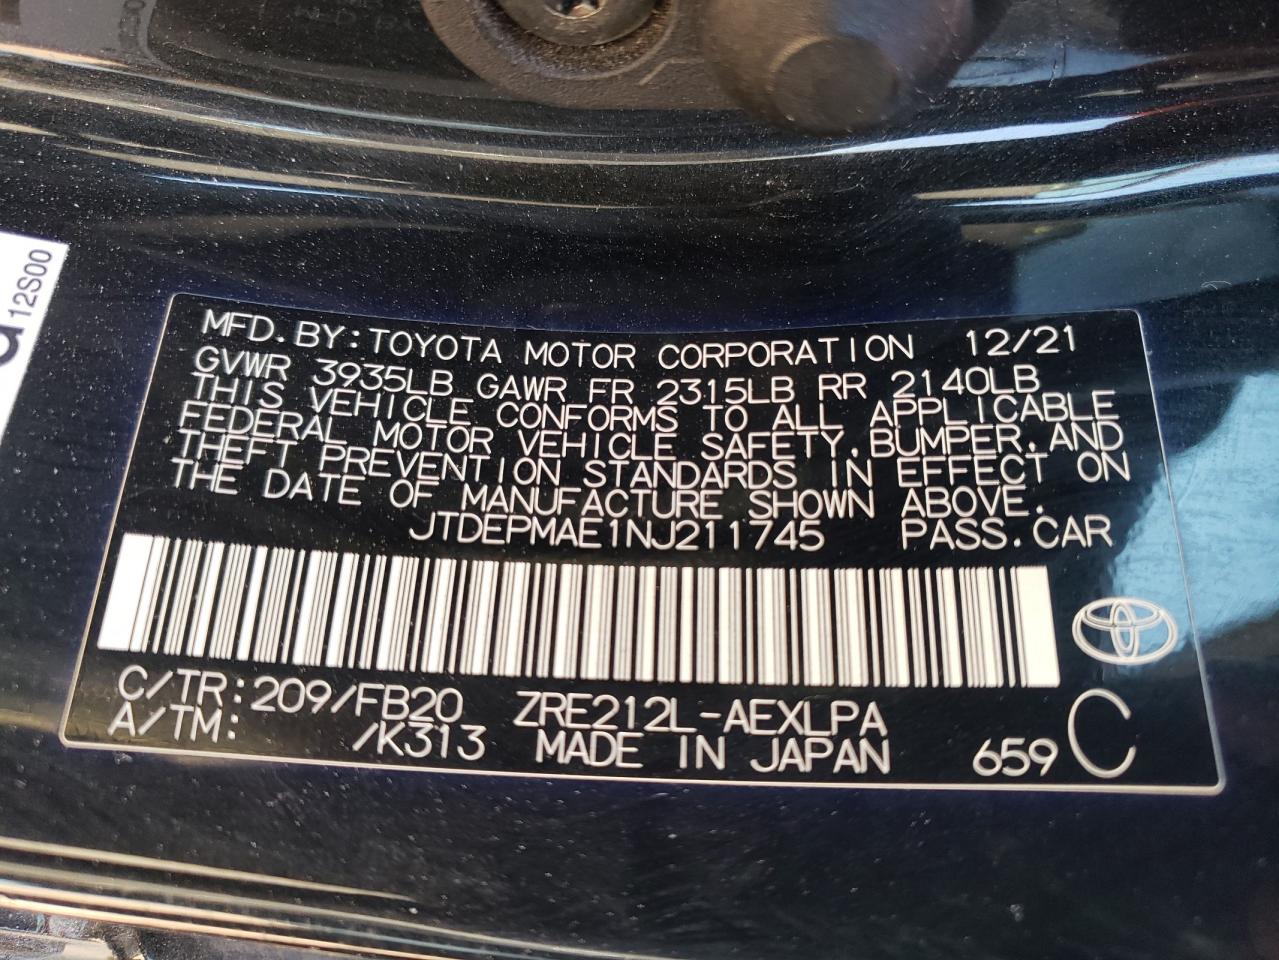 12S00
MFD.BY:TOYOTA MOTOR CORPORATION 12/21
GVWR 3935LB GAWR FR 2315LB RR 2140LB
THIS VEHICLE CONFORMS TO ALL APPLICABLE
FEDERAL MOTOR VEHICLE SAFETY.BUMPER.AND
THEFT PREVENTION STANDARDS IN EFFECT ON
THE DATE OF MANUFACTURE SHOWN ABOVE.
JTDEPMAE1NJ211745 PASS.CAR
C/TR:209/FB20 ZRE212L-AEXLPA
A/TM: /K313 MADE IN JAPAN 659 C